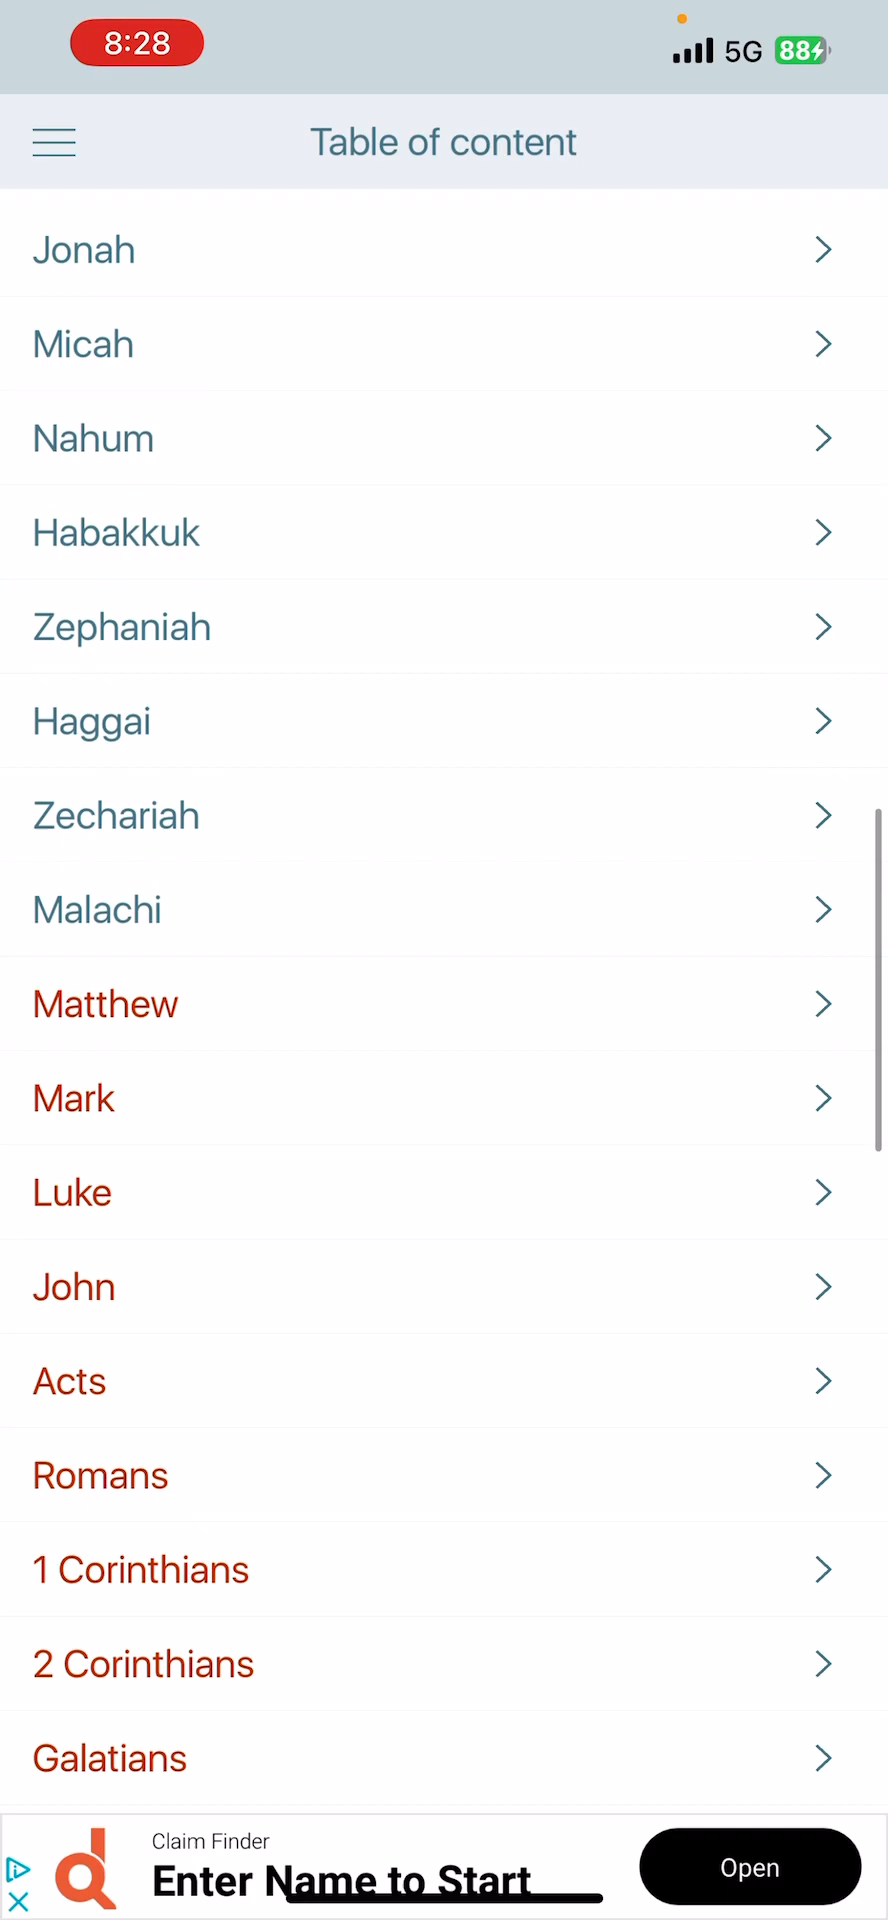 8:28
5G 88
Table of content
Jonah
Micah
Nahum
Habakkuk
Zephaniah
Haggai
Zechariah
Malachi
Matthew
Mark
Luke
John
Acts
Romans
1 Corinthians
2 Corinthians
Galatians
Claim Finder
Enter Name to Start
Open